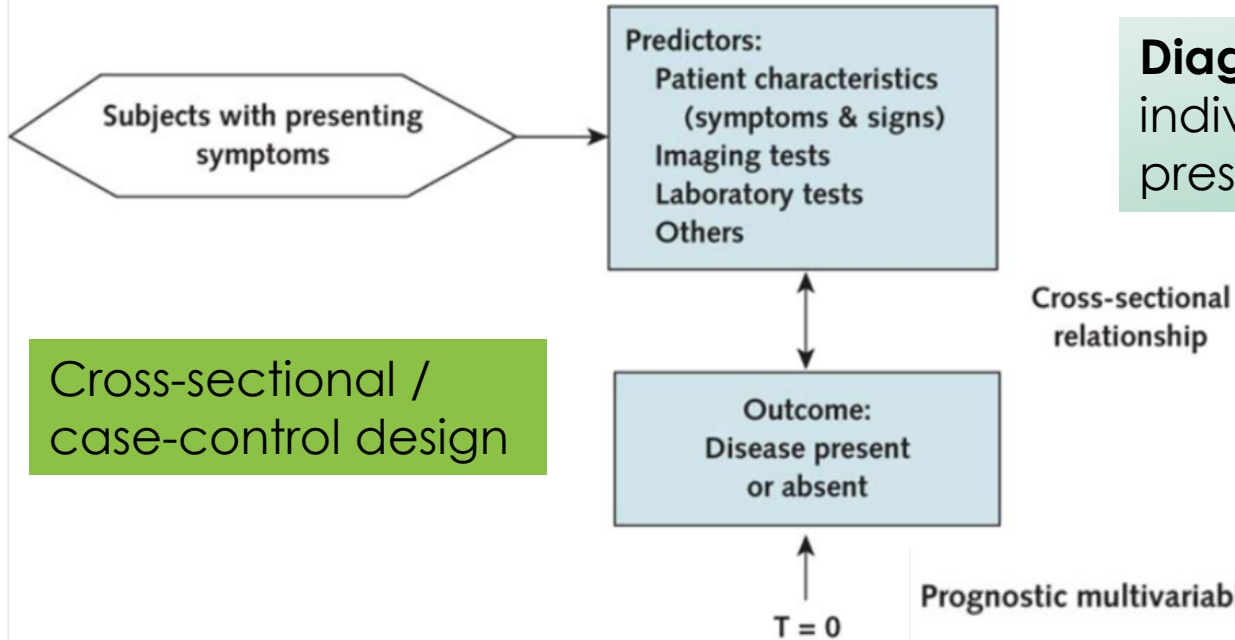 Subjects with presenting
symptoms
Predictors:
Patient characteristics
(symptoms & signs)
Imaging tests
Laboratory tests
Others
Cross-sectional
relationship
Cross-sectional /
case-control design
Outcome:
Disease present
or absent
T = 0
Prognostic